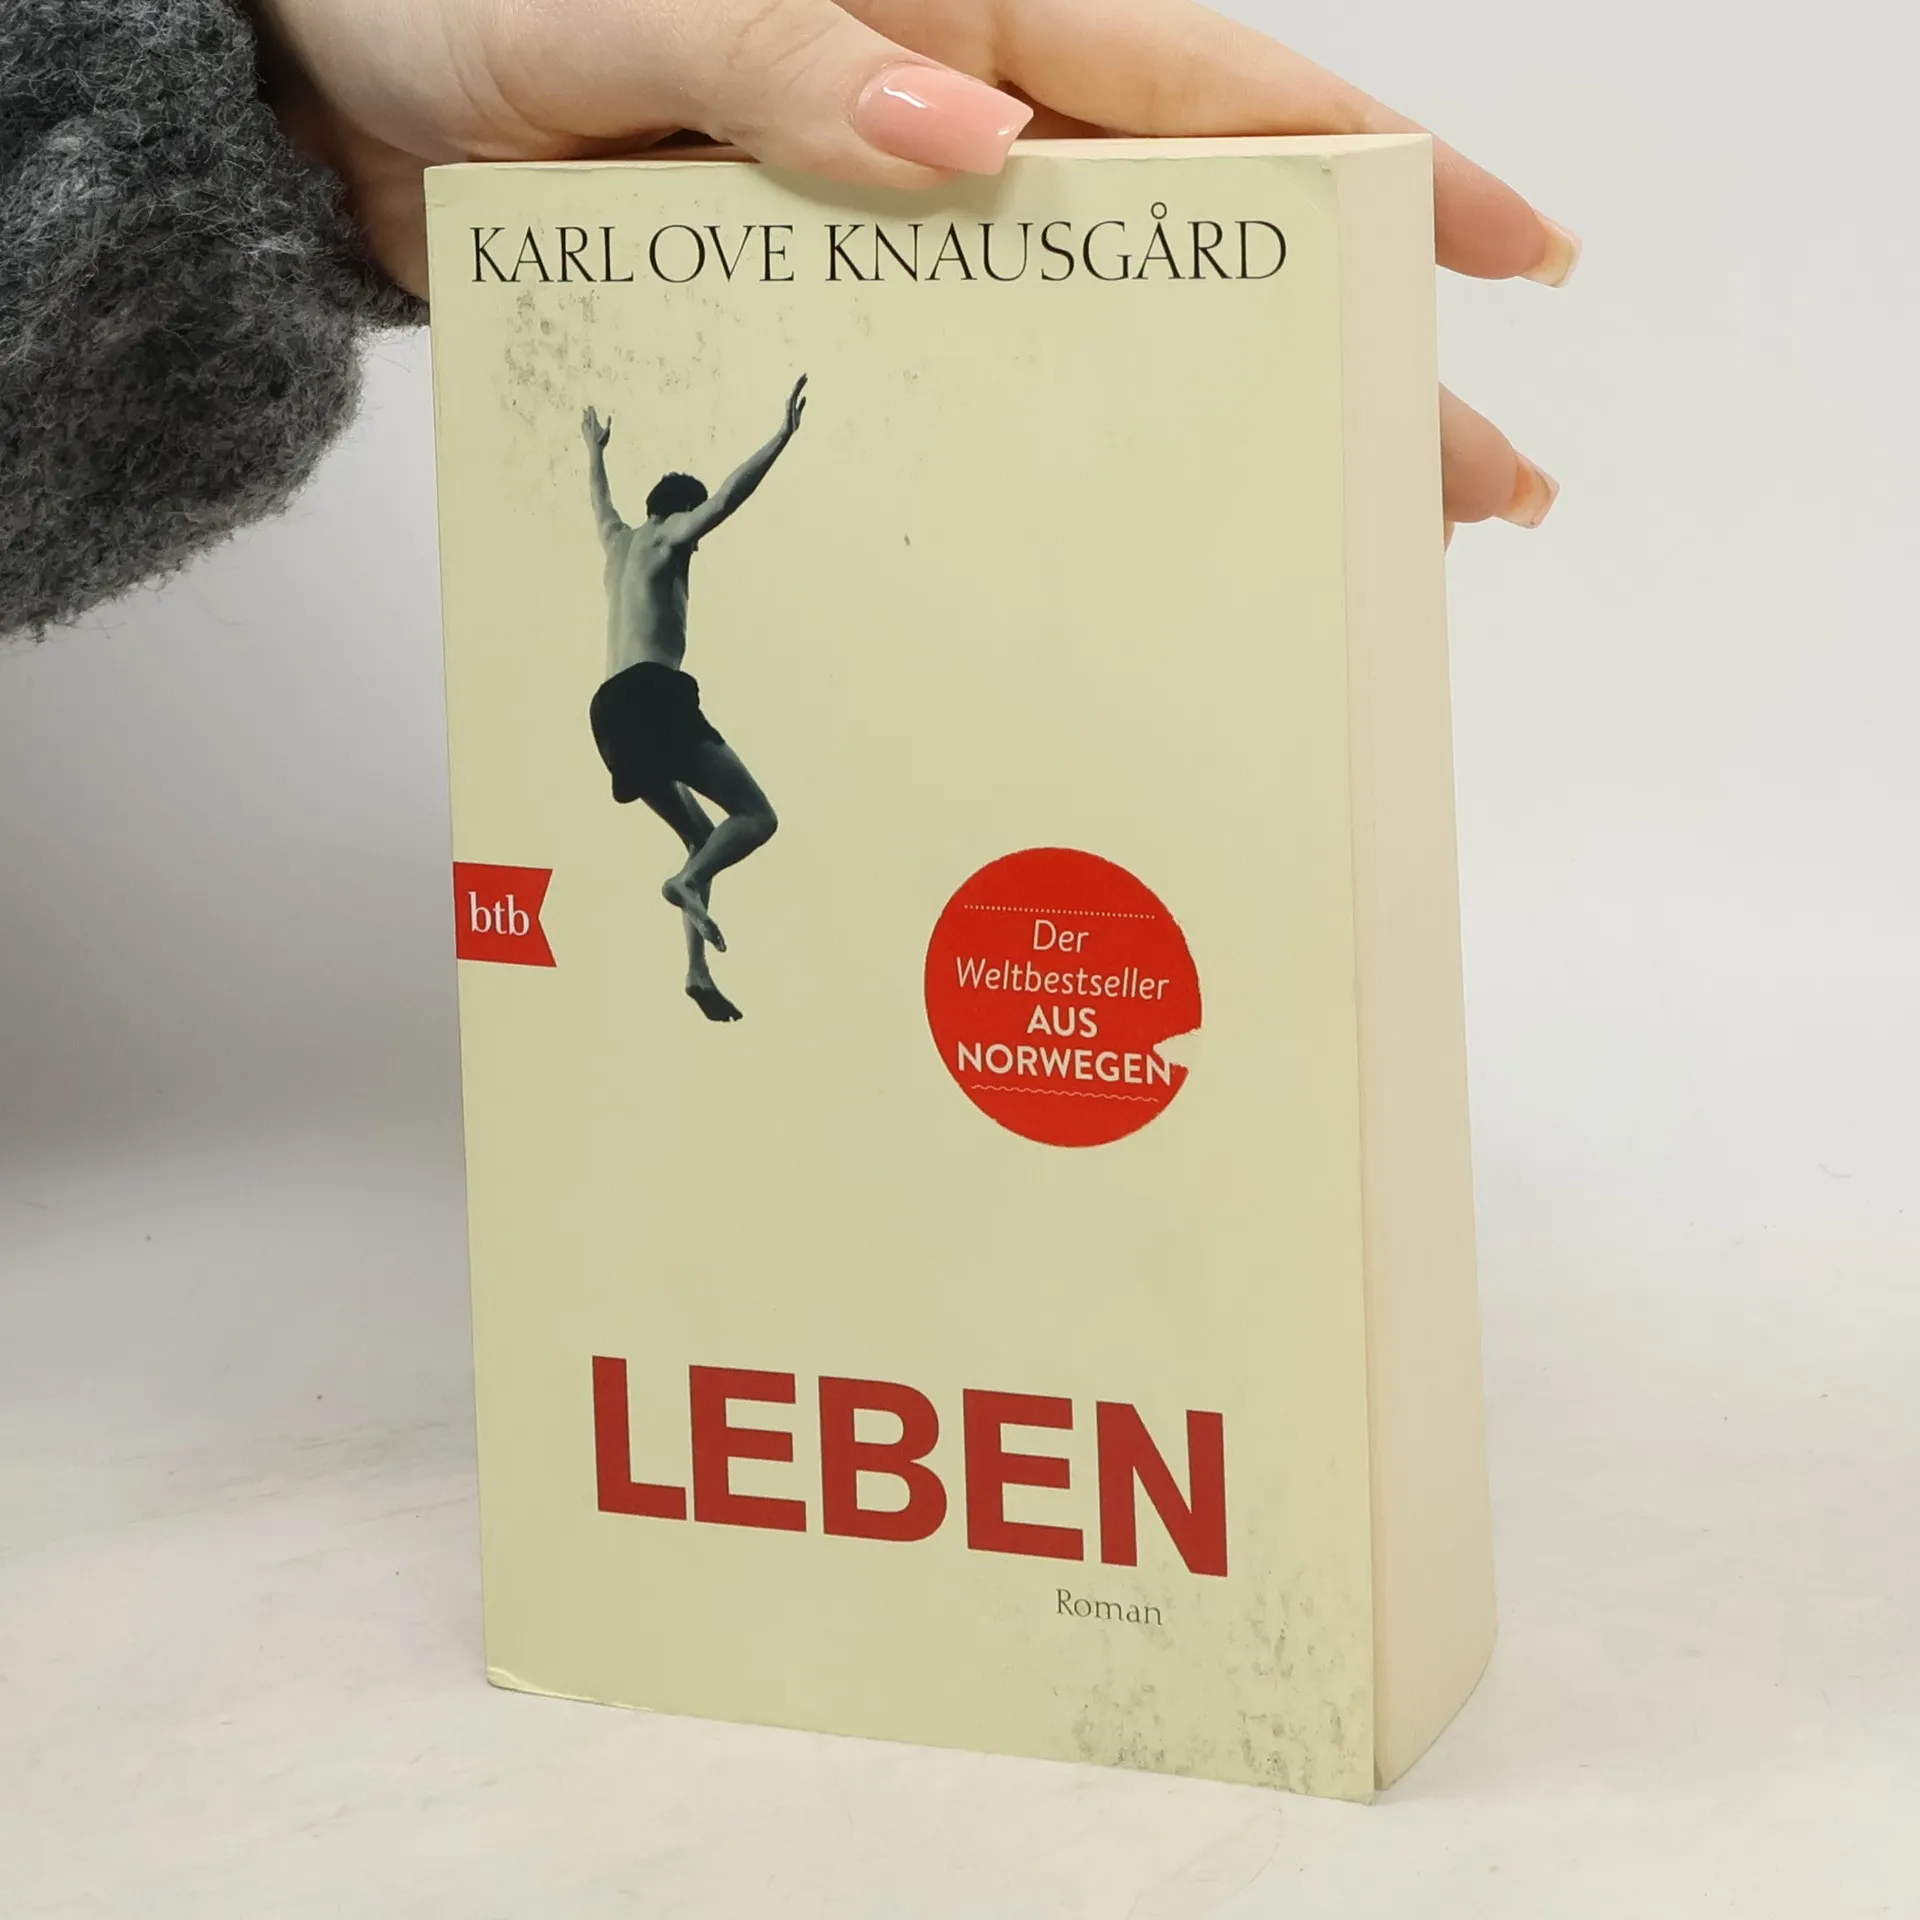 KARL OVE KNAUSGÅRD
btb
Der
Weltbestseller
AUS
NORWEGEN
LEBEN
Roman